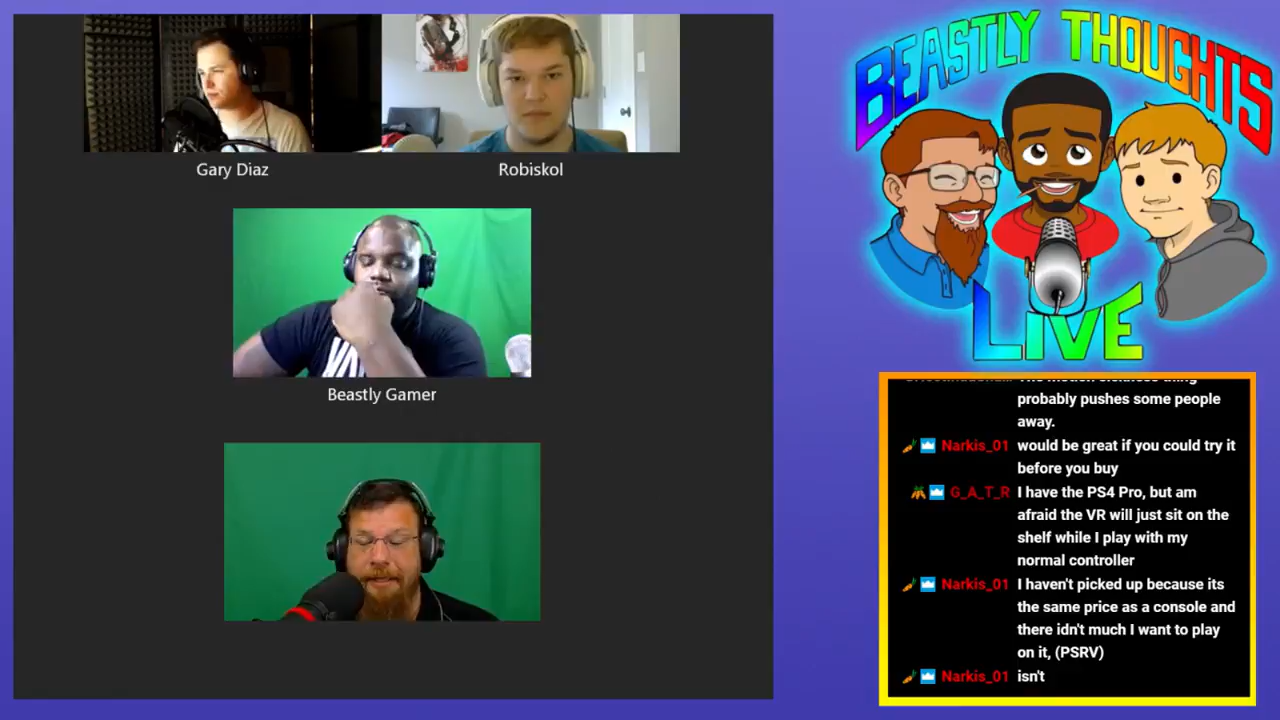 Gary Diaz
Robiskol
Beastly Gamer
BEASTLY THOUGHTS
LIVE
probably pushes some people
away.
Narkis_01 would be great if you could try it
before you buy
G_A_T_R I have the PS4 Pro, but am
afraid the VR will just sit on the
shelf while I play with my
normal controller
Narkis_01 I haven't picked up because its
the same price as a console and
there idn't much I want to play
on it, (PSRV)
Narkis_01 isn't